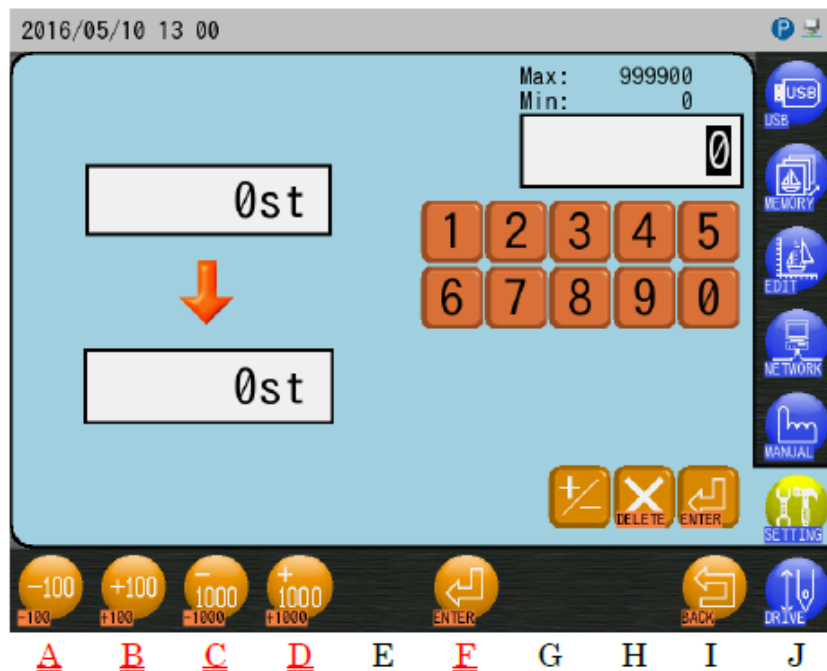 2016/05/10 13 00
P
Max: 999900
Min: 0
0
0st
0st
1 2 3 4 5
6 7 8 9 0
USB
USB
MEMORY
EDIT
NETWORK
MANUAL
+/-
DELETE
ENTER
SETTING
-100
-100
+100
+100
-1000
-1000
+1000
+1000
ENTER
BACK
DRIVE
A B C D E F G H I J